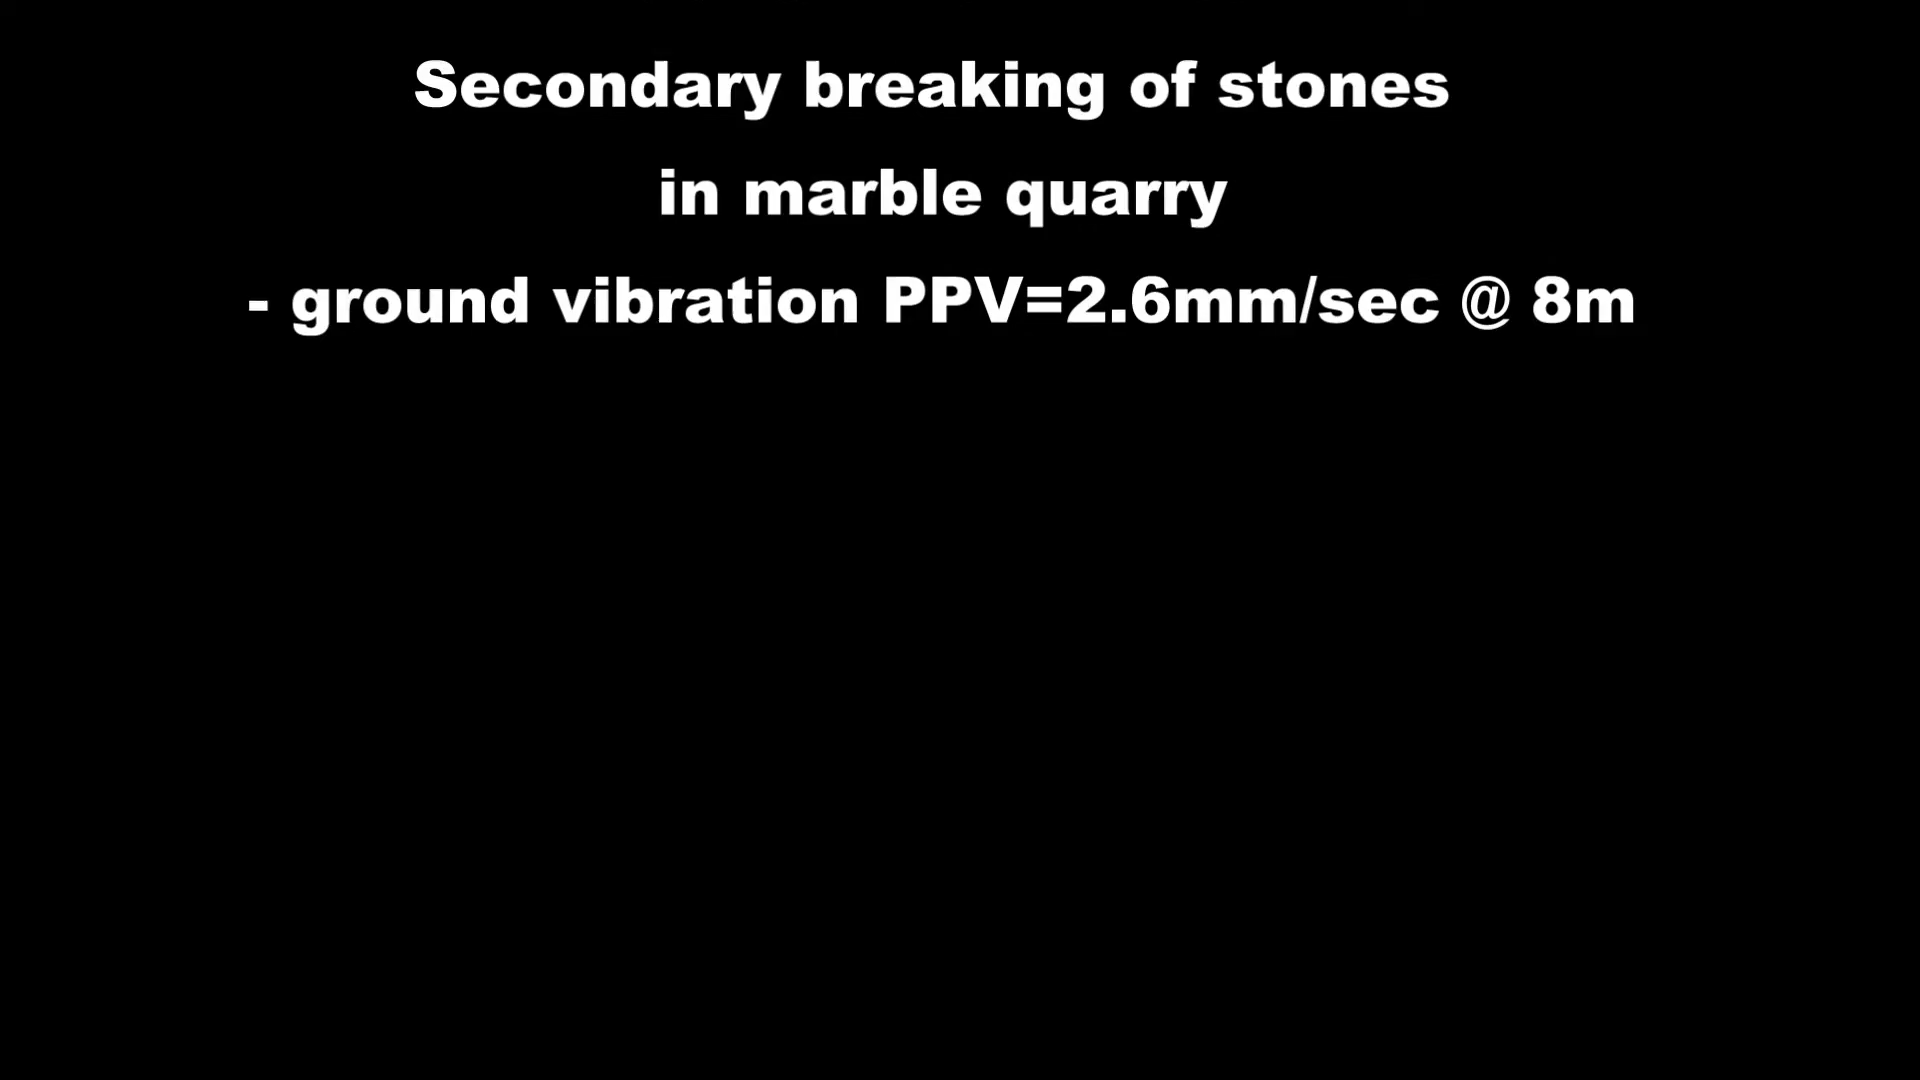 Secondary breaking of stones
in marble quarry
- ground vibration PPV=2.6mm/sec @ 8m